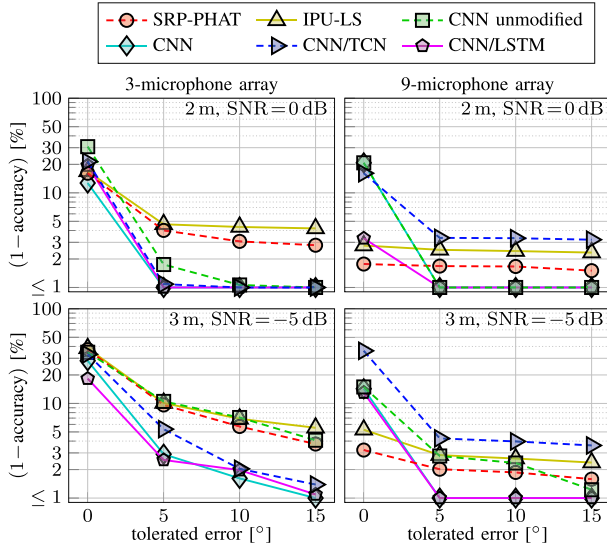 SRP-PHAT IPU-LS CNN unmodified
CNN CNN/TCN CNN/LSTM
3-microphone array 9-microphone array
(1−accuracy) [%]
100
50
30
20
10
5
3
2
≤ 1
2 m, SNR=0 dB
2 m, SNR=0 dB
(1−accuracy) [%]
100
50
30
20
10
5
3
2
≤ 1
3 m, SNR=−5 dB
3 m, SNR=−5 dB
0 5 10 15 0 5 10 15
tolerated error [°] tolerated error [°]